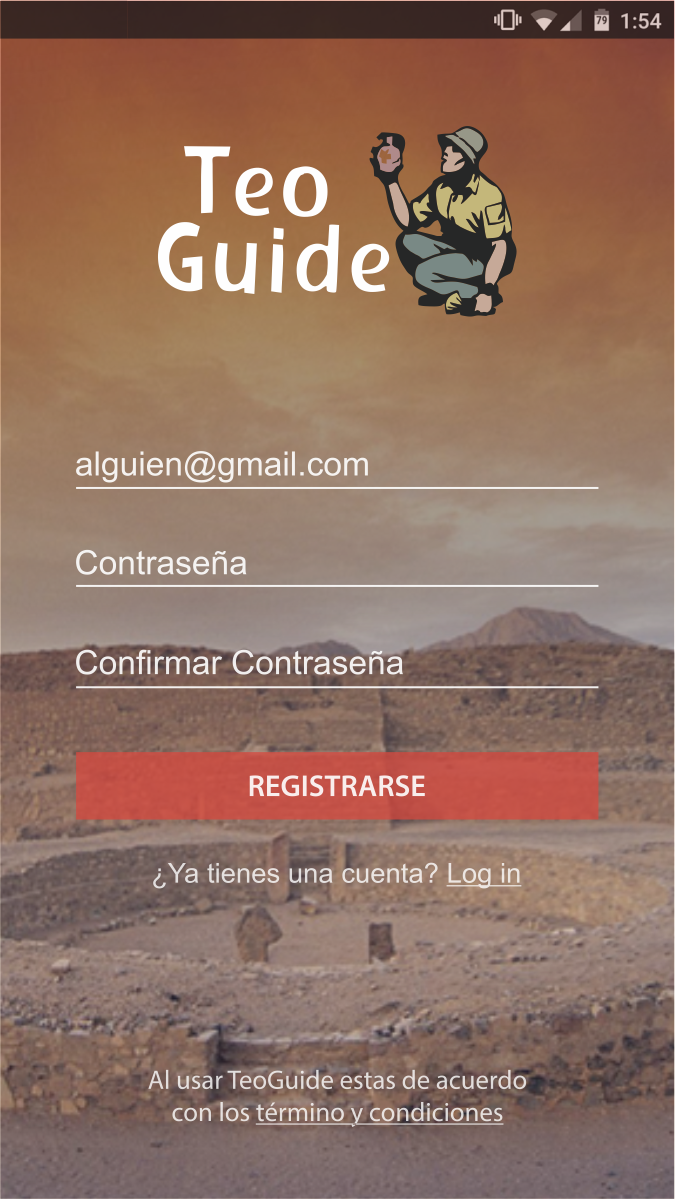 79 1:54
Teo
Guide
alguien@gmail.com
Contraseña
Confirmar Contraseña
REGISTRARSE
¿Ya tienes una cuenta? Log in
Al usar TeoGuide estas de acuerdo
con los término y condiciones